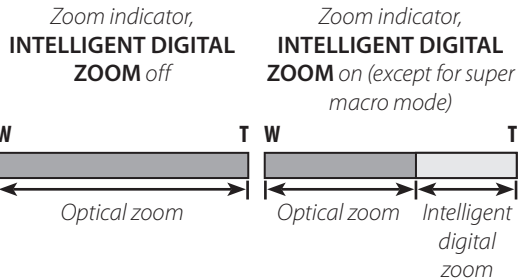 Zoom indicator,
INTELLIGENT DIGITAL
ZOOM off
W T
Optical zoom
Zoom indicator,
INTELLIGENT DIGITAL
ZOOM on (except for super
macro mode)
W T
Optical zoom
Intelligent
digital
zoom